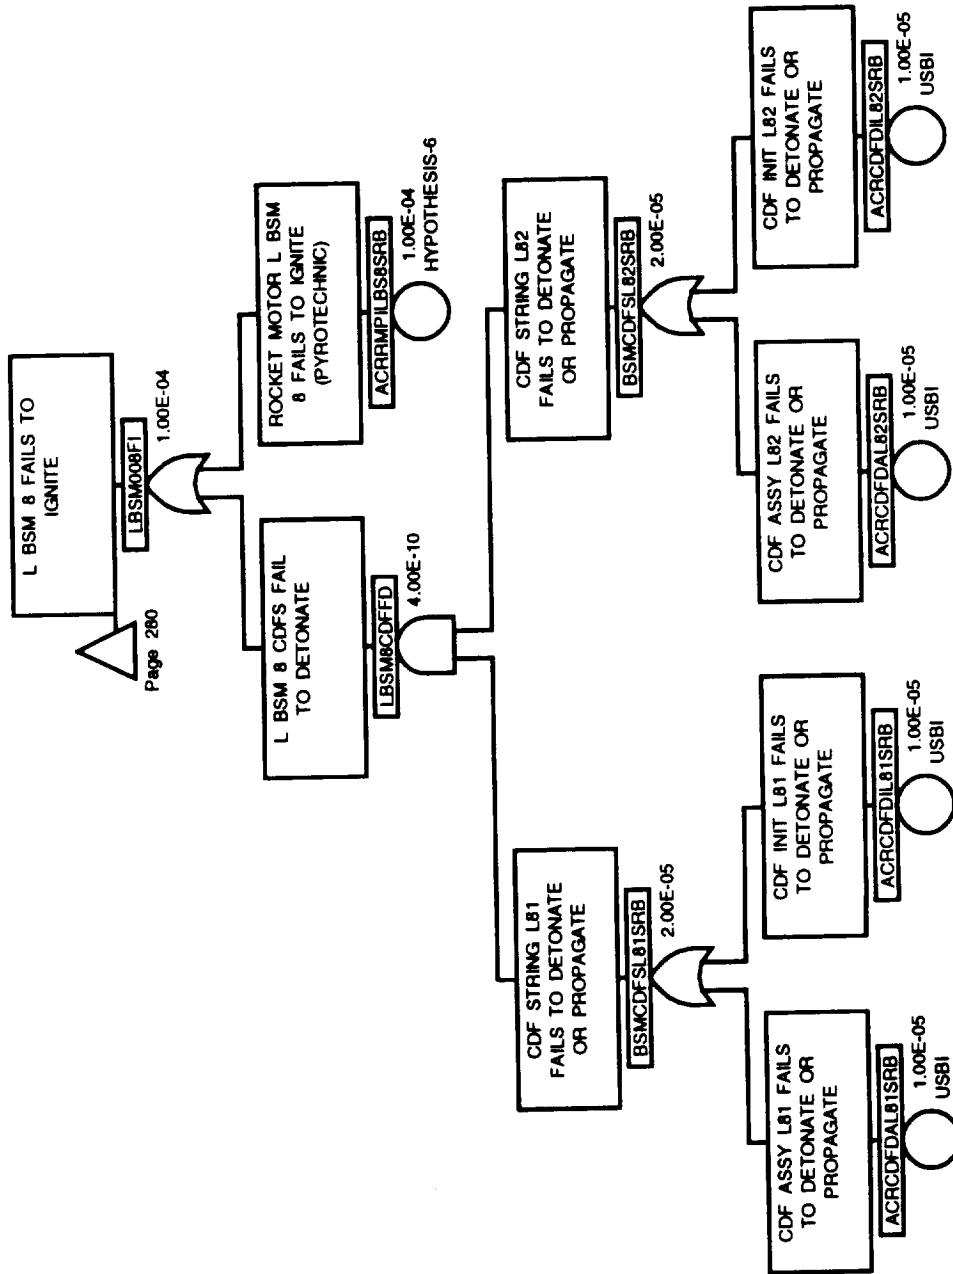 L BSM 8 FAILS TO
IGNITE
Page 280
LBSM008FI
1.00E-04
L BSM 8 CDFS FAIL
TO DETONATE
LBSM8CDFFD
4.00E-10
ROCKET MOTOR L BSM
8 FAILS TO IGNITE
(PYROTECHNIC)
ACRRMPILBS8SRB
1.00E-04
HYPOTHESIS-6
CDF STRING L81
FAILS TO DETONATE
OR PROPAGATE
BSMCDFSL81SRB
2.00E-05
CDF STRING L82
FAILS TO DETONATE
OR PROPAGATE
BSMCDFSL82SRB
2.00E-05
CDF ASSY L81 FAILS
TO DETONATE OR
PROPAGATE
ACRCDFDAL81SRB
1.00E-05
USBI
CDF INIT L81 FAILS
TO DETONATE OR
PROPAGATE
ACRCDFDIL81SRB
1.00E-05
USBI
CDF ASSY L82 FAILS
TO DETONATE OR
PROPAGATE
ACRCDFDAL82SRB
1.00E-05
USBI
CDF INIT L82 FAILS
TO DETONATE OR
PROPAGATE
ACRCDFDIL82SRB
1.00E-05
USBI